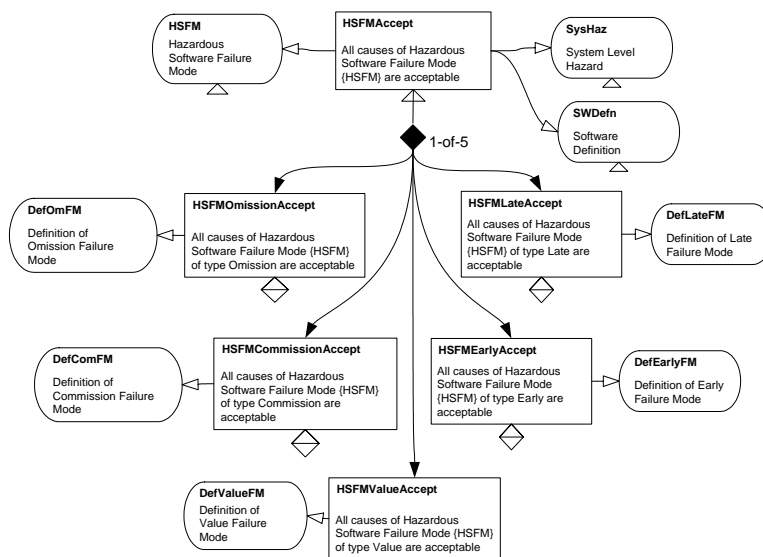 HSFM
Hazardous
Software Failure
Mode
HSFMAccept
All causes of Hazardous
Software Failure Mode
{HSFM} are acceptable
SysHaz
System Level
Hazard
SWDefn
Software
Definition
1-of-5
DefOmFM
Definition of
Omission Failure
Mode
HSFMOmissionAccept
All causes of Hazardous
Software Failure Mode {HSFM}
of type Omission are acceptable
HSFMLateAccept
All causes of Hazardous
Software Failure Mode
{HSFM} of type Late are
acceptable
DefLateFM
Definition of Late
Failure Mode
DefComFM
Definition of
Commission Failure
Mode
HSFMCommissionAccept
All causes of Hazardous
Software Failure Mode {HSFM}
of type Commission are
acceptable
HSFMEarlyAccept
All causes of Hazardous
Software Failure Mode
{HSFM} of type Early are
acceptable
DefEarlyFM
Definition of Early
Failure Mode
DefValueFM
Definition of
Value Failure
Mode
HSFMValueAccept
All causes of Hazardous
Software Failure Mode {HSFM}
of type Value are acceptable